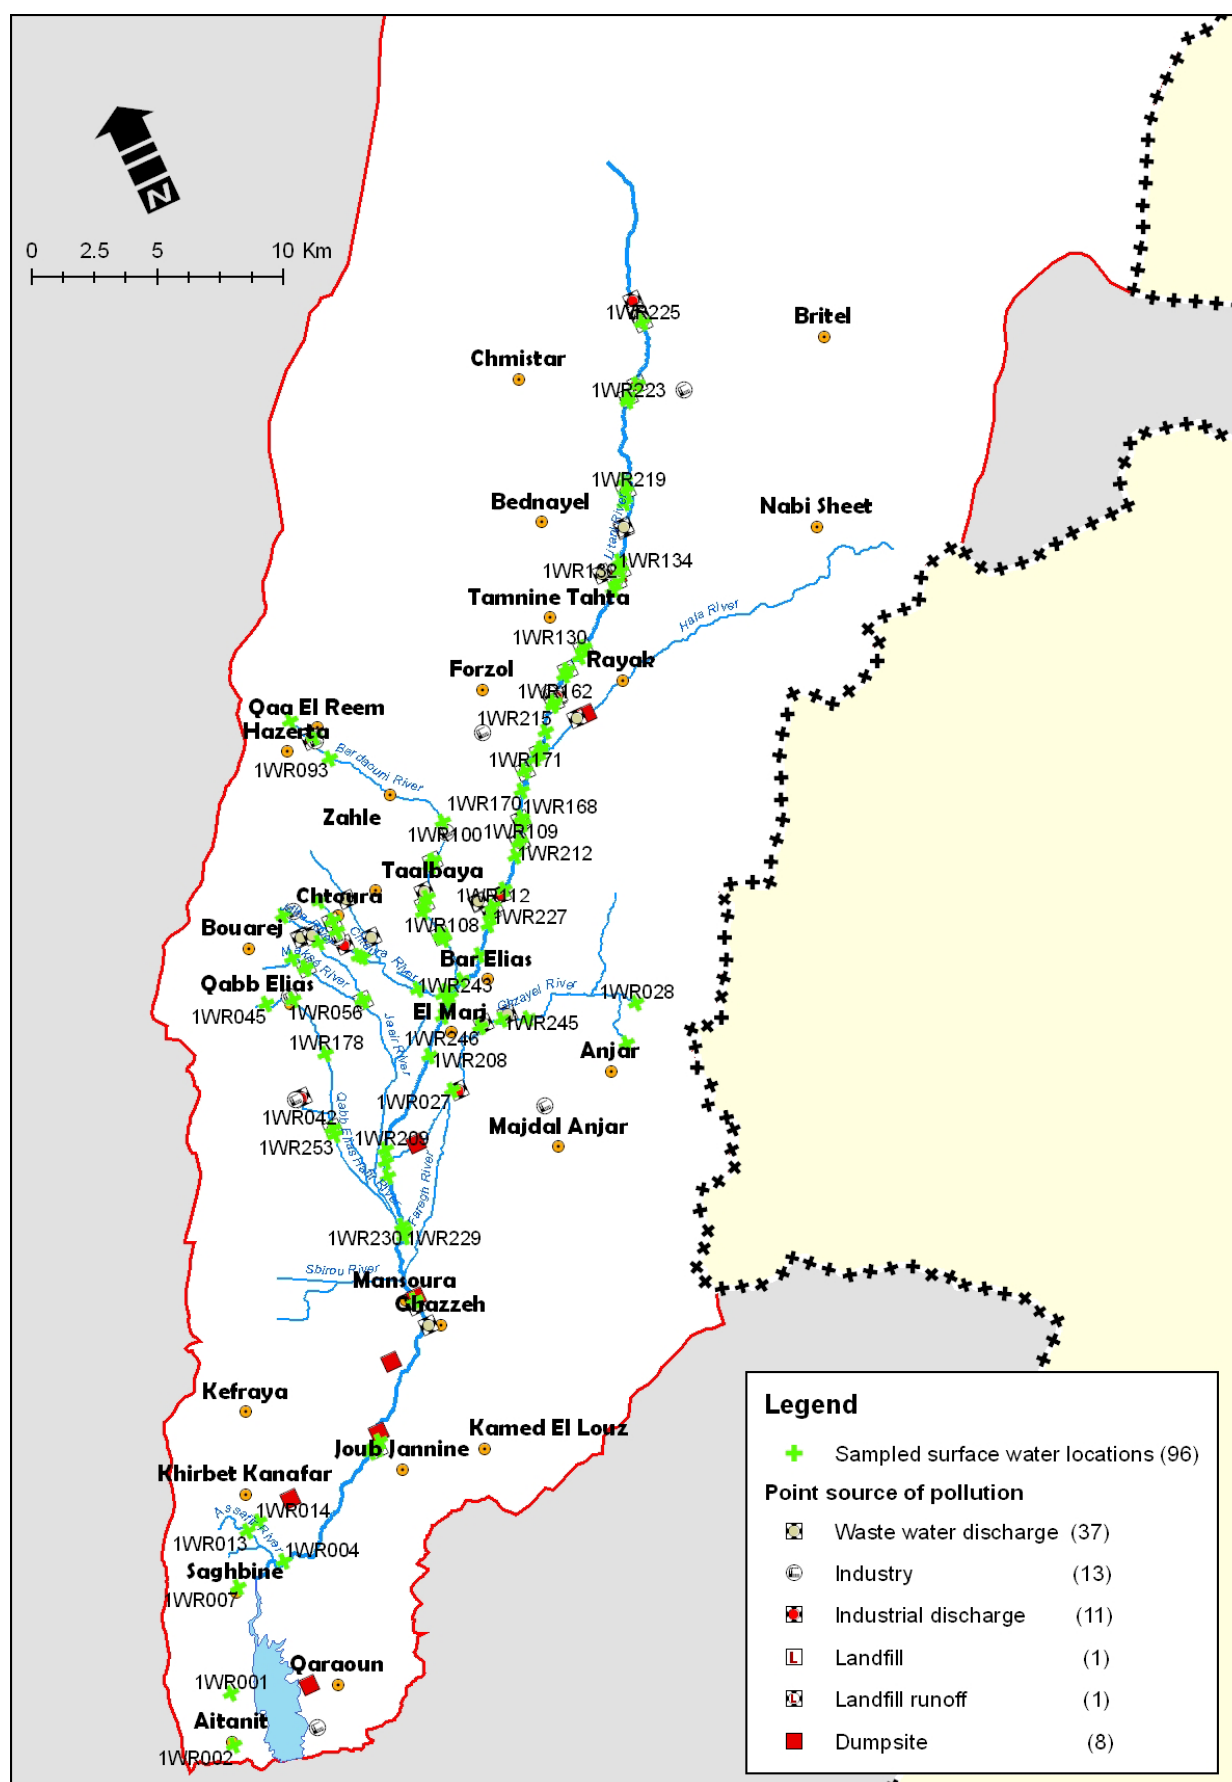 N
0 2.5 5 10 Km
1WR225
Britel
Chmistar
1WR223
1WR219
Bednayel
Nabi Sheet
Litani River
1WR134
1WR132
Tamnine Tahta
Hala River
1WR130
Rayak
Forzol
1WR162
Qaa El Reem
1WR215
Hazerta
Berdaouni River
1WR171
1WR093
1WR170
1WR168
Zahle
1WR100
1WR109
1WR212
Taalbaya
1WR112
Chtoura
1WR227
Bouarej
1WR108
Chtaura River
Bar Elias
Qabb Elias
1WR243
Ghzayel River
1WR028
1WR045
1WR056
El Marj
1WR245
Jaair River
1WR178
1WR246
Anjar
1WR208
1WR027
1WR042
Majdal Anjar
1WR253
1WR209
Qabb Elias Hafir River
Faregh River
1WR230
1WR229
Sbirou River
Mansoura
Ghazzeh
Kefraya
Kamed El Louz
Joub Jannine
Khirbet Kanafar
1WR014
1WR013
1WR004
Saghbine
1WR007
Qaraoun
1WR001
Aitanit
1WR002
Legend
Sampled surface water locations (96)
Point source of pollution
Waste water discharge (37)
Industry (13)
Industrial discharge (11)
L Landfill (1)
L Landfill runoff (1)
Dumpsite (8)